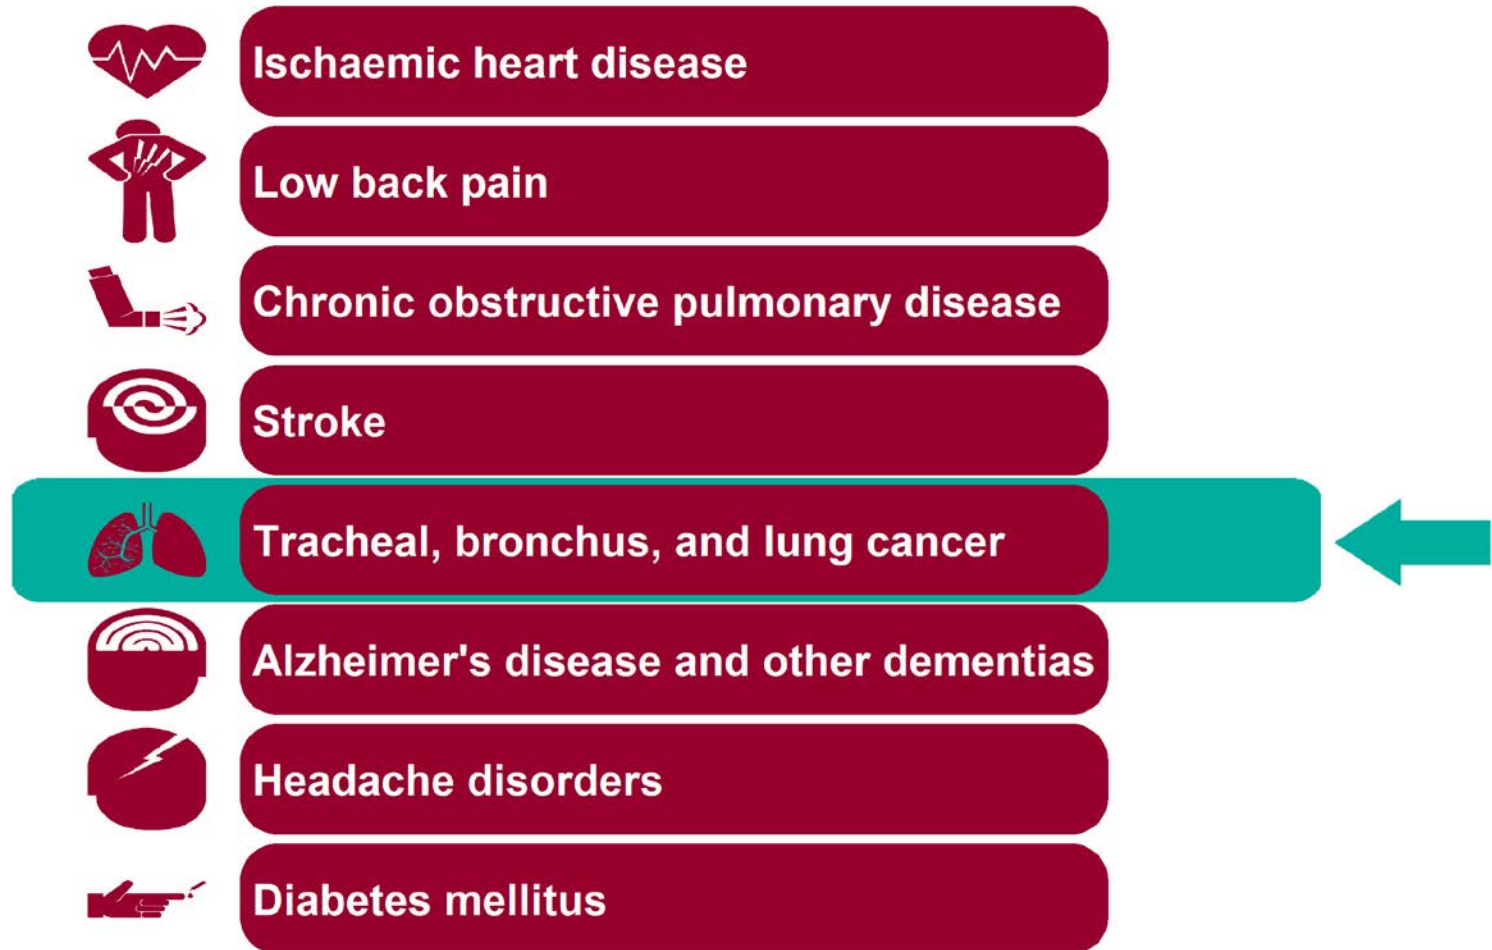 Ischaemic heart disease
Low back pain
Chronic obstructive pulmonary disease
Stroke
Tracheal, bronchus, and lung cancer
Alzheimer's disease and other dementias
Headache disorders
Diabetes mellitus